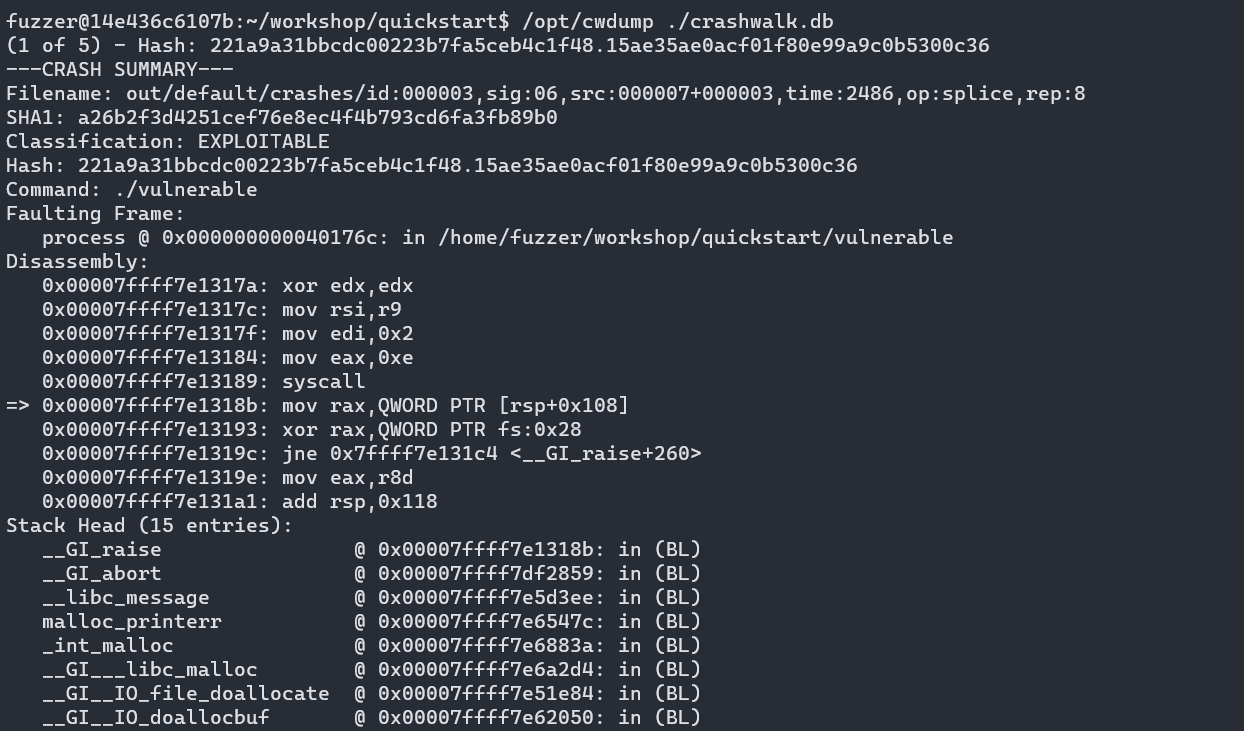 fuzzer@14e436c6107b:~/workshop/quickstart$ /opt/cwdump ./crashwalk.db
(1 of 5) - Hash: 221a9a31bbcdc00223b7fa5ceb4c1f48.15ae35ae0acf01f80e99a9c0b5300c36
---CRASH SUMMARY---
Filename: out/default/crashes/id:000003,sig:06,src:000007+000003,time:2486,op:splice,rep:8
SHA1: a26b2f3d4251cef76e8ec4f4b793cd6fa3fb89b0
Classification: EXPLOITABLE
Hash: 221a9a31bbcdc00223b7fa5ceb4c1f48.15ae35ae0acf01f80e99a9c0b5300c36
Command: ./vulnerable
Faulting Frame:
   process @ 0x000000000040176c: in /home/fuzzer/workshop/quickstart/vulnerable
Disassembly:
   0x00007ffff7e1317a: xor edx,edx
   0x00007ffff7e1317c: mov rsi,r9
   0x00007ffff7e1317f: mov edi,0x2
   0x00007ffff7e13184: mov eax,0xe
   0x00007ffff7e13189: syscall
=> 0x00007ffff7e1318b: mov rax,QWORD PTR [rsp+0x108]
   0x00007ffff7e13193: xor rax,QWORD PTR fs:0x28
   0x00007ffff7e1319c: jne 0x7ffff7e131c4 <__GI_raise+260>
   0x00007ffff7e1319e: mov eax,r8d
   0x00007ffff7e131a1: add rsp,0x118
Stack Head (15 entries):
   __GI_raise                @ 0x00007ffff7e1318b: in (BL)
   __GI_abort                @ 0x00007ffff7df2859: in (BL)
   __libc_message            @ 0x00007ffff7e5d3ee: in (BL)
   malloc_printerr           @ 0x00007ffff7e6547c: in (BL)
   _int_malloc               @ 0x00007ffff7e6883a: in (BL)
   __GI___libc_malloc        @ 0x00007ffff7e6a2d4: in (BL)
   __GI__IO_file_doallocate  @ 0x00007ffff7e51e84: in (BL)
   __GI__IO_doallocbuf       @ 0x00007ffff7e62050: in (BL)